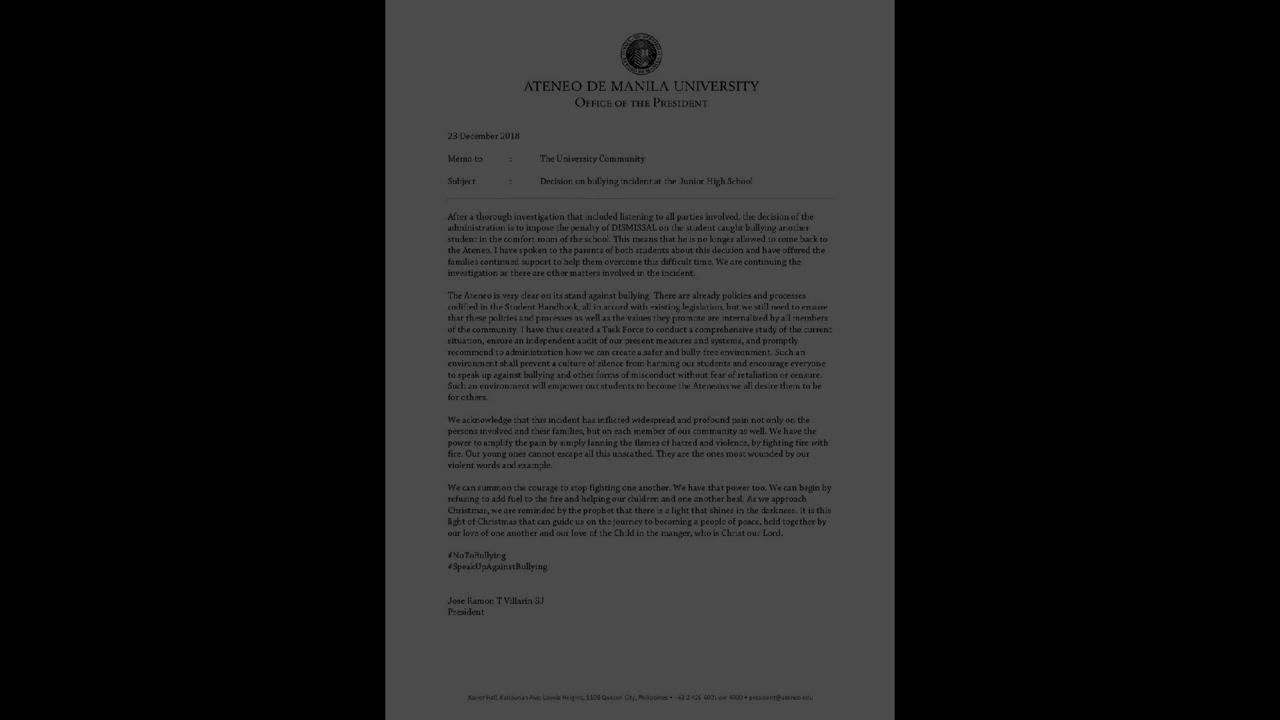 ATENEO DE MANILA UNIVERSITY
OFFICE OF THE PRESIDENT
23 December 2018
Memo to : The University Community
Subject : Decision on bullying incident at the Junior High School
After a thorough investigation that included listening to all parties involved, the decision of the
administration is to impose the penalty of DISMISSAL on the student caught bullying another
student in the comfort room of the school. This means that he is no longer allowed to come back to
the Ateneo. I have spoken to the parents of both students about this decision and have offered the
families continued support to help them overcome this difficult time. We are continuing the
investigation as there are other matters involved in the incident.
The Ateneo is very clear on its stand against bullying. There are already policies and processes
codified in the Student Handbook, all in accord with existing legislation, but we still need to ensure
that these policies and processes as well as the values they promote are internalized by all members
of the community. I have thus created a Task Force to conduct a comprehensive study of the current
situation, ensure an independent audit of our present measures and systems, and promptly
recommend to administration how we can create a safer and bully-free environment. Such an
environment shall prevent a culture of silence from harming our students and encourage everyone
to speak up against bullying and other forms of misconduct without fear of retaliation or censure.
Such an environment will empower our students to become the Ateneans we all desire them to be
for others.
We acknowledge that this incident has inflicted widespread and profound pain not only on the
persons involved and their families, but on each member of our community as well. We have the
power to amplify the pain by simply fanning the flames of hatred and violence, by fighting fire with
fire. Our young ones cannot escape all this unscathed. They are the ones most wounded by our
violent words and example.
We can summon the courage to stop fighting one another. We have that power too. We can begin by
refusing to add fuel to the fire and helping our children and one another heal. As we approach
Christmas, we are reminded by the prophet that there is a light that shines in the darkness. It is this
light of Christmas that can guide us on the journey to becoming a people of peace, held together by
our love of one another and our love of the Child in the manger, who is Christ our Lord.
#NoToBullying
#SpeakUpAgainstBullying
Jose Ramon T Villarin SJ
President
Xavier Hall, Katipunan Ave, Loyola Heights, 1108 Quezon City, Philippines • +63 2 426 6001 ext 4000 • president@ateneo.edu